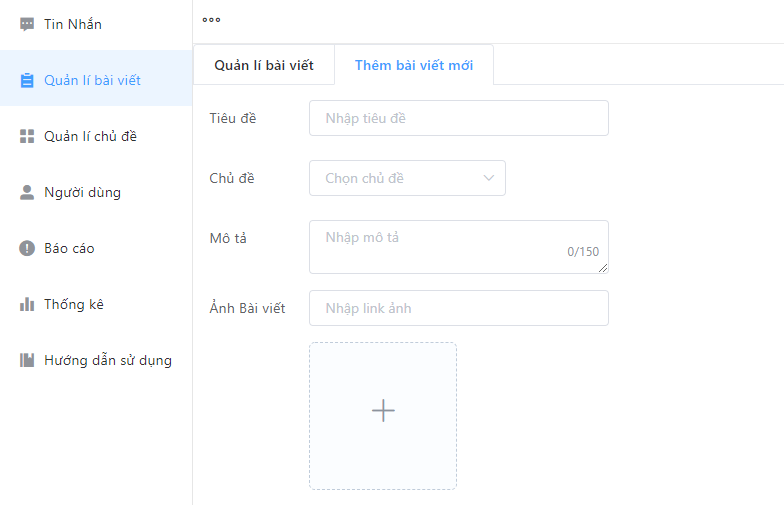 Tin Nhắn
Quản lí bài viết
Quản lí chủ đề
Người dùng
Báo cáo
Thống kê
Hướng dẫn sử dụng
Quản lí bài viết
Thêm bài viết mới
Tiêu đề
Nhập tiêu đề
Chủ đề
Chọn chủ đề
Mô tả
Nhập mô tả
0/150
Ảnh Bài viết
Nhập link ảnh